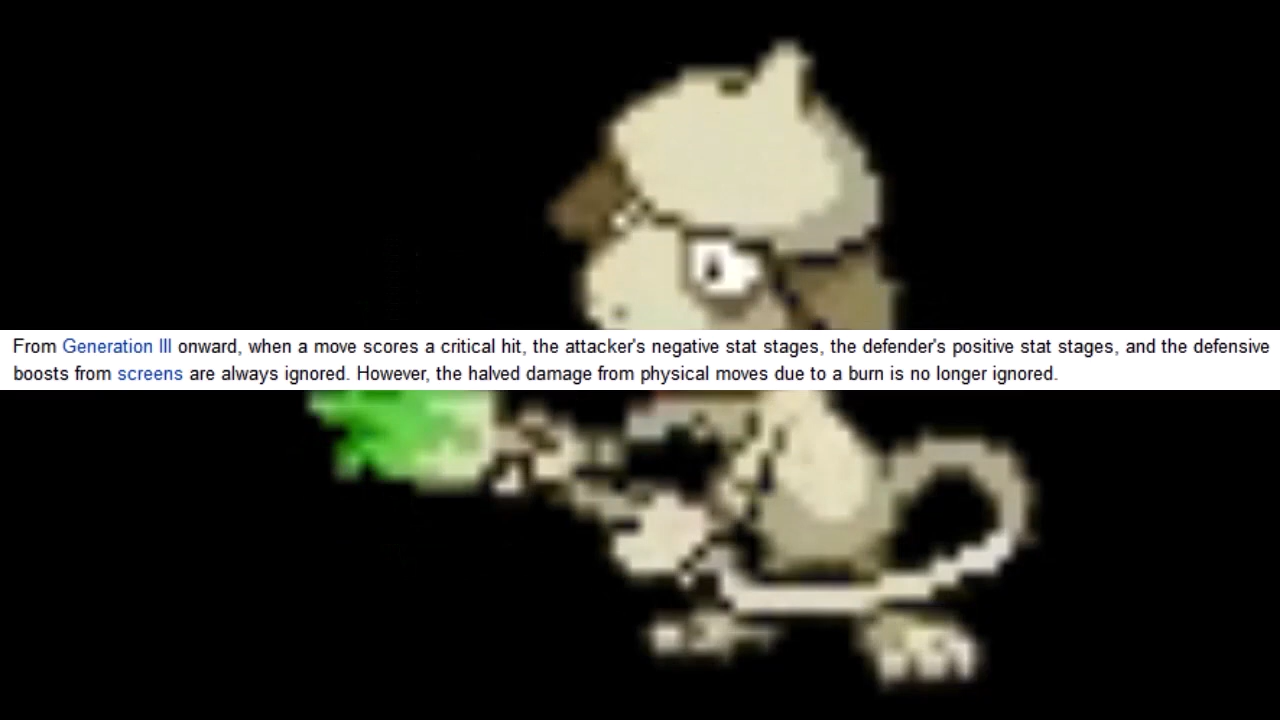 From Generation III onward, when a move scores a critical hit, the attacker's negative stat stages, the defender's positive stat stages, and the defensive
boosts from screens are always ignored. However, the halved damage from physical moves due to a burn is no longer ignored.